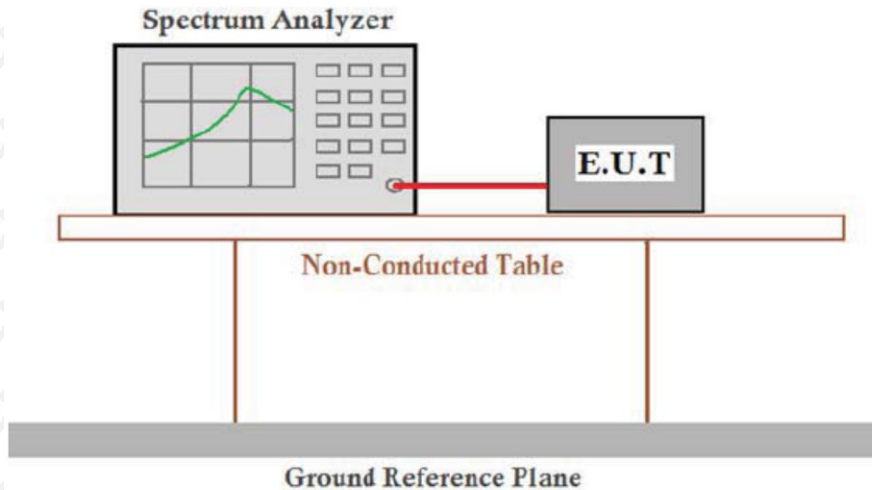 Spectrum Analyzer
E.U.T
Non-Conducted Table
Ground Reference Plane